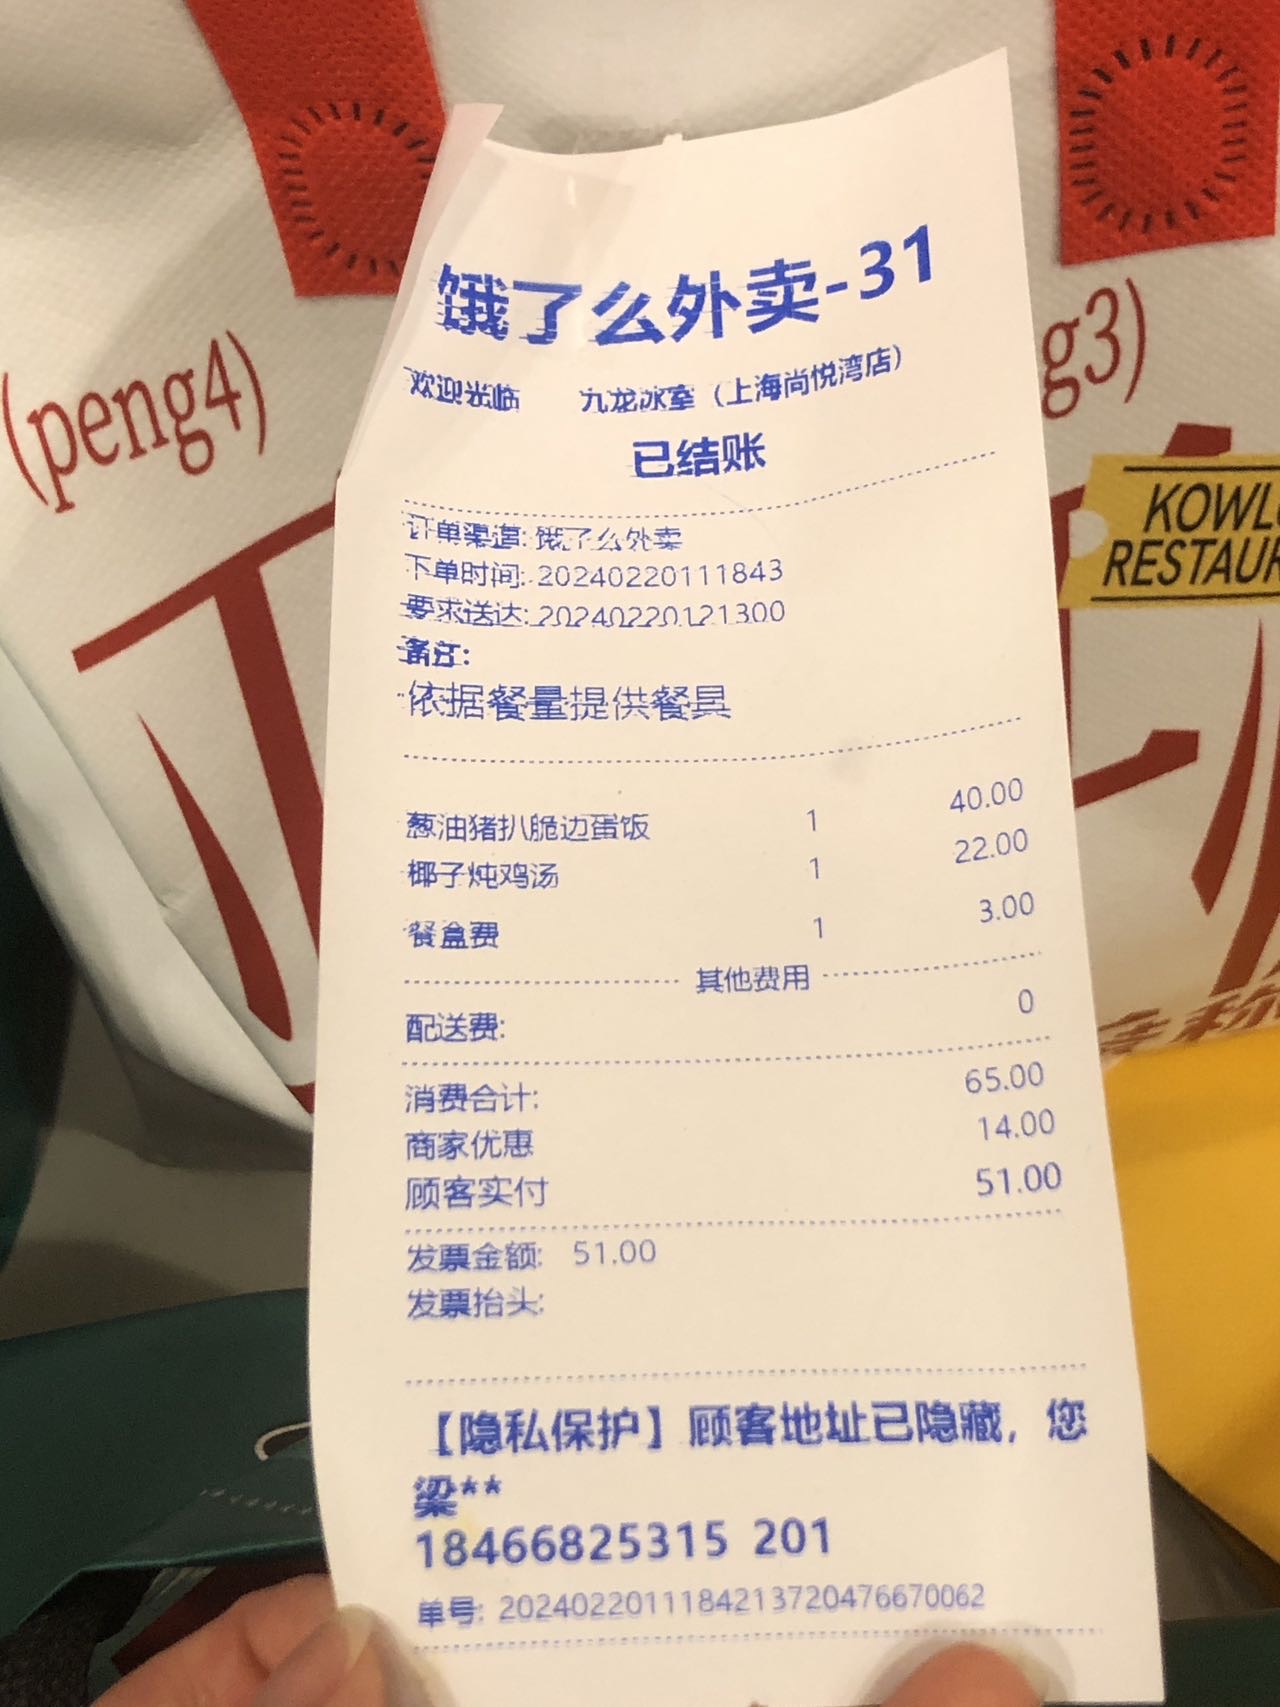 饿了么外卖-31
欢迎光临 九龙冰室（上海尚悦湾店）
已结账
订单渠道: 饿了么外卖
下单时间: 20240220111843
要求送达: 20240220121300
备注:
依据餐量提供餐具
葱油猪扒脆边蛋饭 1 40.00
椰子炖鸡汤 1 22.00
餐盒费 1 3.00
其他费用
配送费: 0
消费合计: 65.00
商家优惠 14.00
顾客实付 51.00
发票金额: 51.00
发票抬头:
【隐私保护】顾客地址已隐藏，您
梁**
18466825315 201
单号: 2024022011184213720476670062
(peng4)
g3)
KOWL
RESTAUR